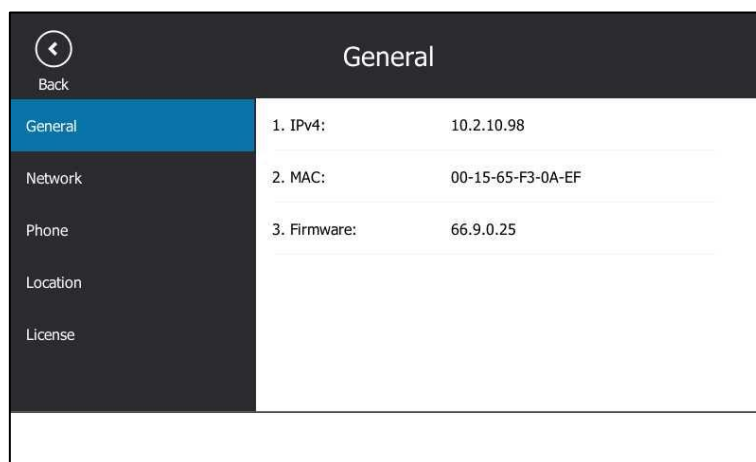 General
Back
General
1. IPv4: 10.2.10.98
Network
2. MAC: 00-15-65-F3-0A-EF
Phone
3. Firmware: 66.9.0.25
Location
License